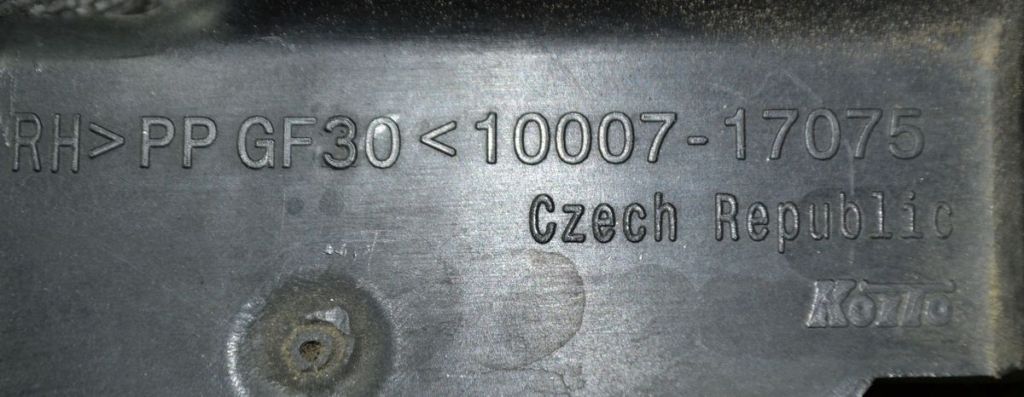 RH>PP GF30<10007-17075
Czech Republic
KOITO